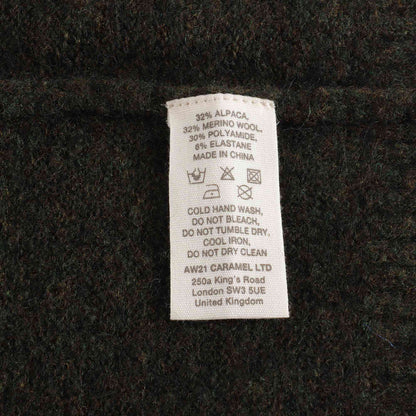 32% ALPACA,
32% MERINO WOOL,
30% POLYAMIDE,
8% ELASTANE
MADE IN CHINA
COLD HAND WASH,
DO NOT BLEACH,
DO NOT TUMBLE DRY,
COOL IRON,
DO NOT DRY CLEAN
AW21 CARAMEL LTD
250a King's Road
London SW3 5UE
United Kingdom